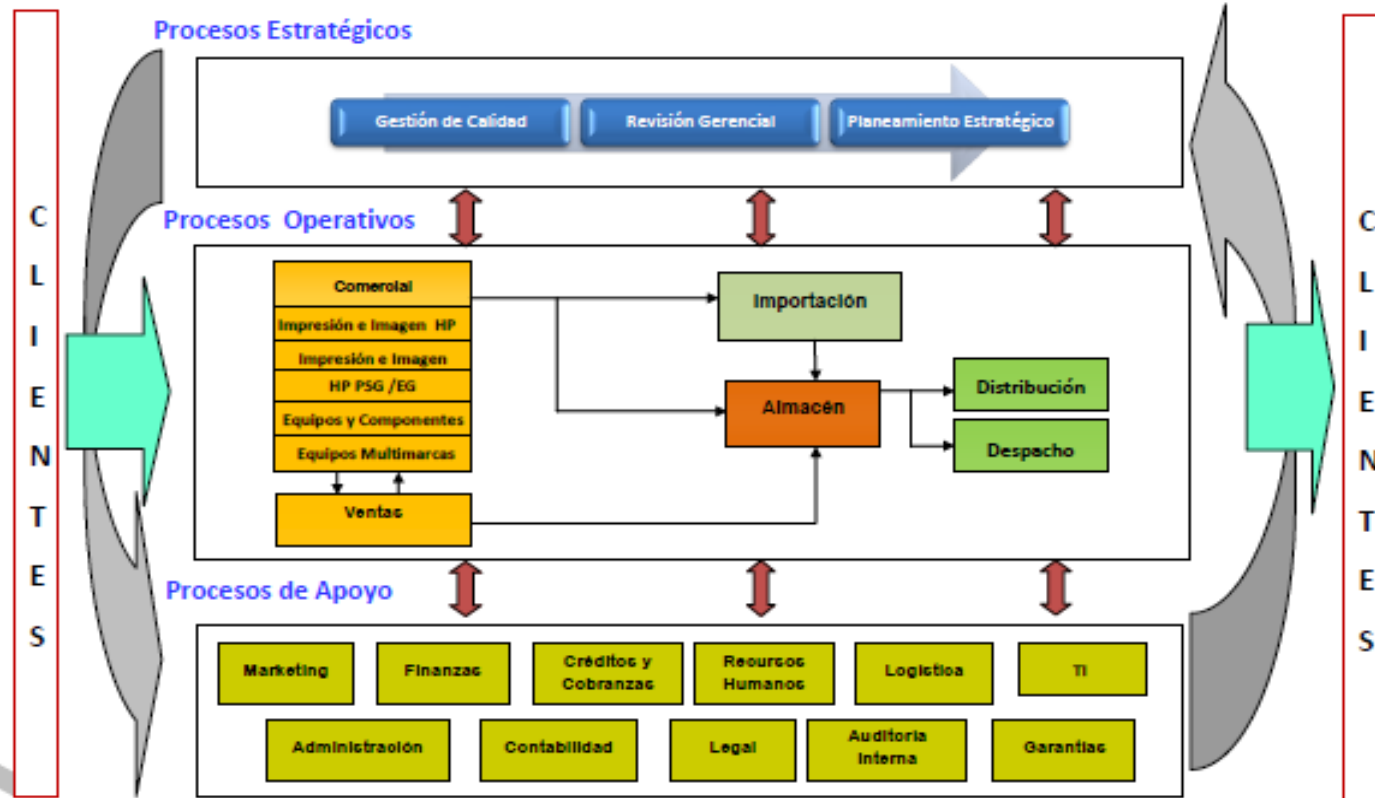 Procesos Estratégicos
Gestión de Calidad
Revisión Gerencial
Planeamiento Estratégico
C
L
I
E
N
T
E
S
Procesos Operativos
Comercial
Impresión e Imagen HP
Impresión e Imagen
HP PSG /EG
Equipos y Componentes
Equipos Multimarcas
Ventas
Importación
Almacén
Distribución
Despacho
Procesos de Apoyo
Marketing
Finanzas
Créditos y
Cobranzas
Recursos
Humanos
Logistica
TI
Administración
Contabilidad
Legal
Auditoria
Interna
Garantias
C
L
I
E
N
T
E
S